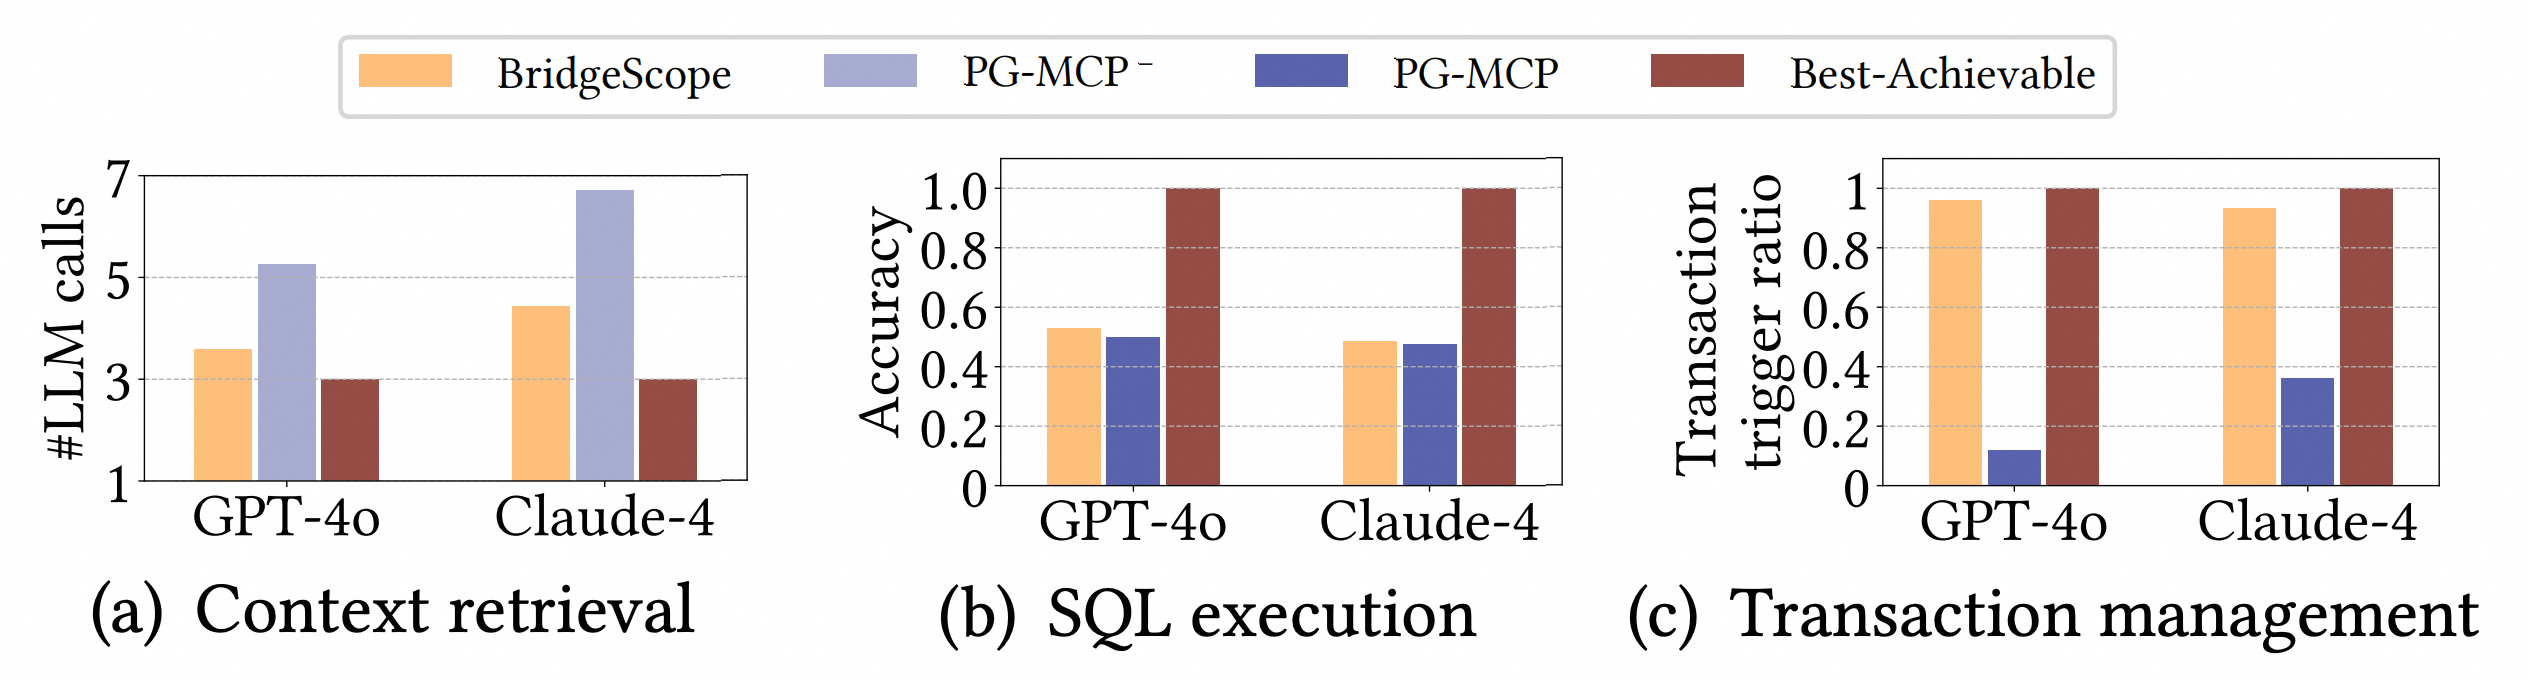 BridgeScope PG-MCP⁻ PG-MCP Best-Achievable
#LLM calls
7
5
3
1
GPT-4o Claude-4
(a) Context retrieval
Accuracy
1.0
0.8
0.6
0.4
0.2
0
GPT-4o Claude-4
(b) SQL execution
Transaction
trigger ratio
1
0.8
0.6
0.4
0.2
0
GPT-4o Claude-4
(c) Transaction management